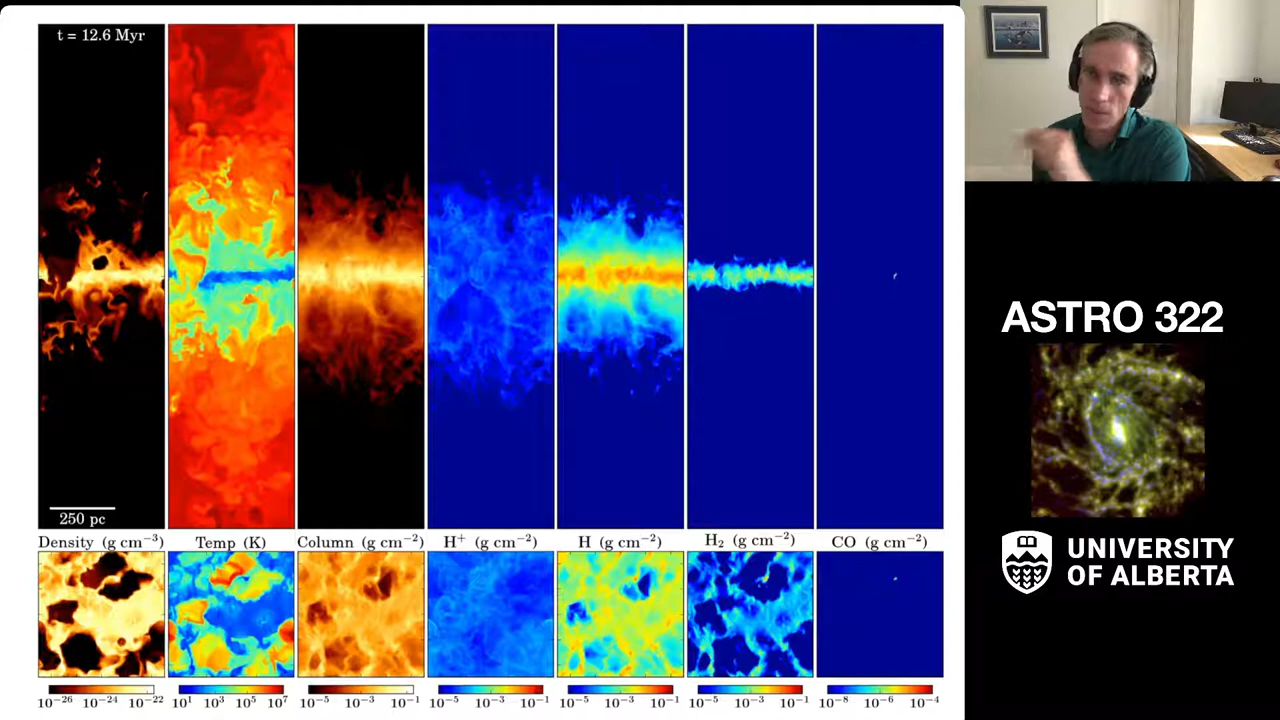 t = 12.6 Myr
250 pc
Density (g cm⁻³) Temp (K) Column (g cm⁻²) H⁺ (g cm⁻²) H (g cm⁻²) H₂ (g cm⁻²) CO (g cm⁻²)
10⁻²⁶ 10⁻²⁴ 10⁻²² 10¹ 10³ 10⁵ 10⁷ 10⁻⁵ 10⁻³ 10⁻¹ 10⁻⁵ 10⁻³ 10⁻¹ 10⁻⁵ 10⁻³ 10⁻¹ 10⁻⁵ 10⁻³ 10⁻¹ 10⁻⁸ 10⁻⁶ 10⁻⁴
ASTRO 322
UNIVERSITY
OF ALBERTA